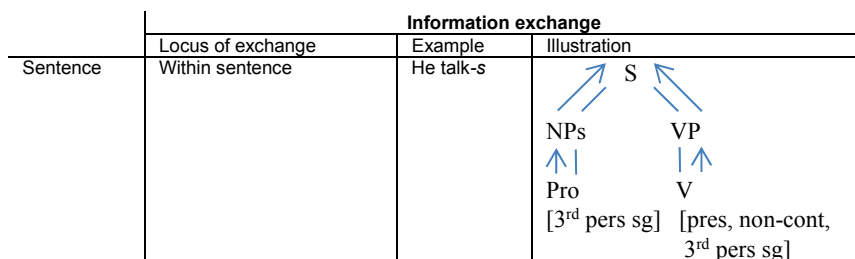 Information exchange
Locus of exchange Example Illustration
Sentence Within sentence He talk-s
S
NPs VP
Pro V
[3rd pers sg] [pres, non-cont,
3rd pers sg]